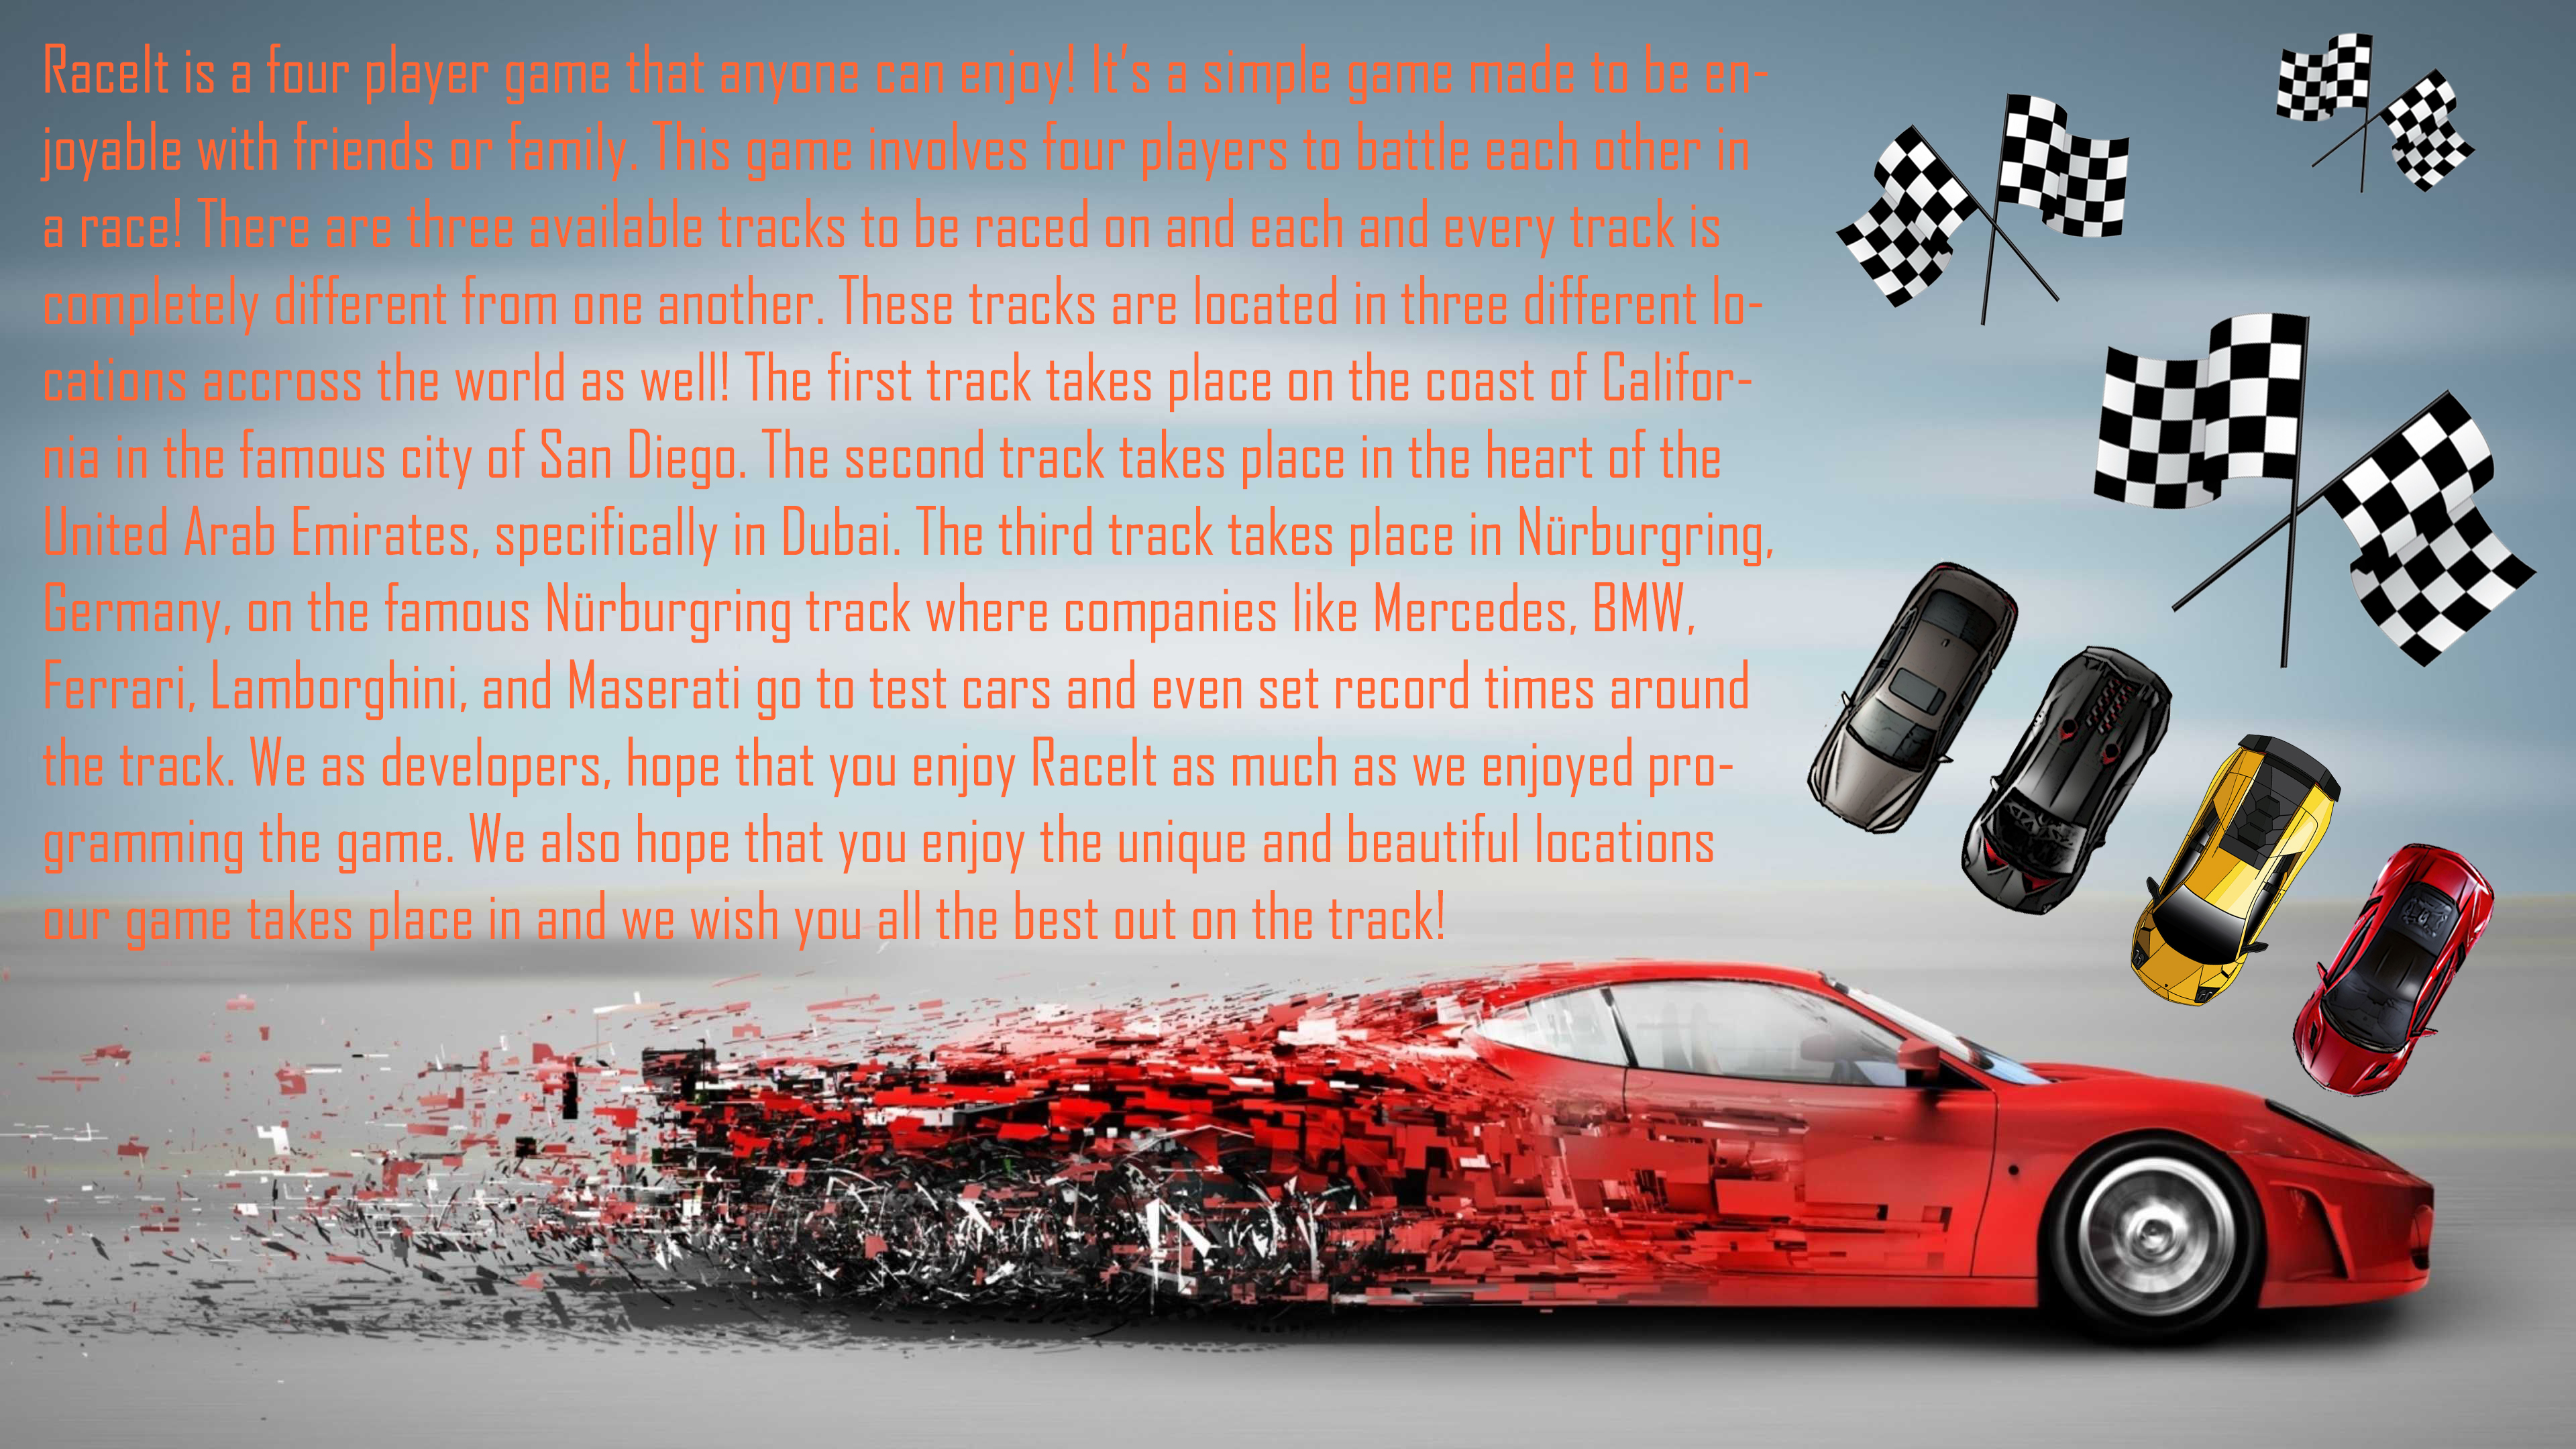 RaceIt is a four player game that anyone can enjoy! It's a simple game made to be en-
joyable with friends or family. This game involves four players to battle each other in
a race! There are three available tracks to be raced on and each and every track is
completely different from one another. These tracks are located in three different lo-
cations accross the world as well! The first track takes place on the coast of Califor-
nia in the famous city of San Diego. The second track takes place in the heart of the
United Arab Emirates, specifically in Dubai. The third track takes place in Nürburgring,
Germany, on the famous Nürburgring track where companies like Mercedes, BMW,
Ferrari, Lamborghini, and Maserati go to test cars and even set record times around
the track. We as developers, hope that you enjoy RaceIt as much as we enjoyed pro-
gramming the game. We also hope that you enjoy the unique and beautiful locations
our game takes place in and we wish you all the best out on the track!